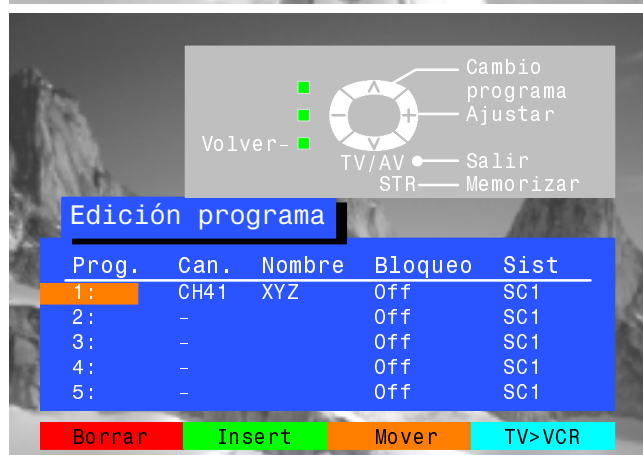 Cambio
programa
Ajustar
Volver-
TV/AV
Salir
STR
Memorizar
Edición programa
Prog. Can. Nombre Bloqueo Sist
1: CH41 XYZ Off SC1
2: - Off SC1
3: - Off SC1
4: - Off SC1
5: - Off SC1
Borrar Insert Mover TV>VCR